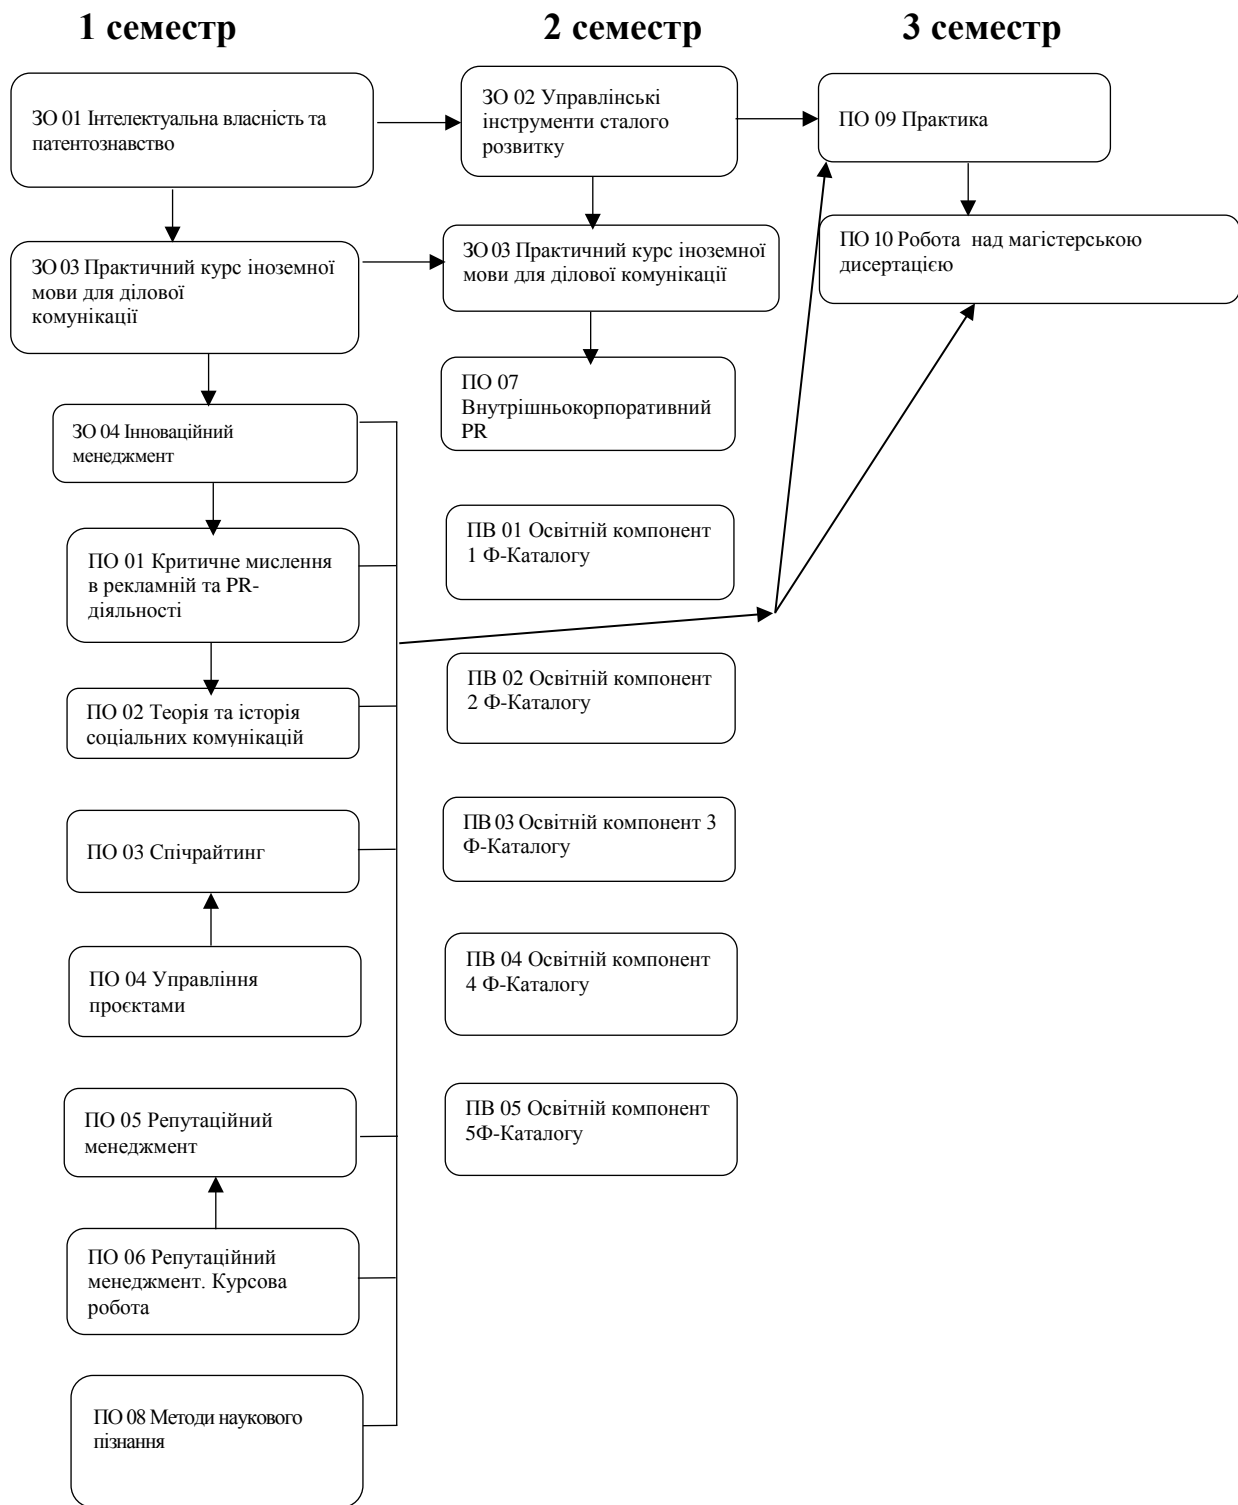 1 семестр
2 семестр
3 семестр
ЗО 01 Інтелектуальна власність та
патентознавство
ЗО 03 Практичний курс іноземної
мови для ділової
комунікації
ЗО 04 Інноваційний
менеджмент
ПО 01 Критичне мислення
в рекламній та PR-
діяльності
ПО 02 Теорія та історія
соціальних комунікацій
ПО 03 Спічрайтинг
ПО 04 Управління
проєктами
ПО 05 Репутаційний
менеджмент
ПО 06 Репутаційний
менеджмент. Курсова
робота
ПО 08 Методи наукового
пізнання
ЗО 02 Управлінські
інструменти сталого
розвитку
ЗО 03 Практичний курс іноземної
мови для ділової комунікації
ПО 07
Внутрішньокорпоративний
PR
ПВ 01 Освітній компонент
1 Ф-Каталогу
ПВ 02 Освітній компонент
2 Ф-Каталогу
ПВ 03 Освітній компонент 3
Ф-Каталогу
ПВ 04 Освітній компонент
4 Ф-Каталогу
ПВ 05 Освітній компонент
5Ф-Каталогу
ПО 09 Практика
ПО 10 Робота над магістерською
дисертацією